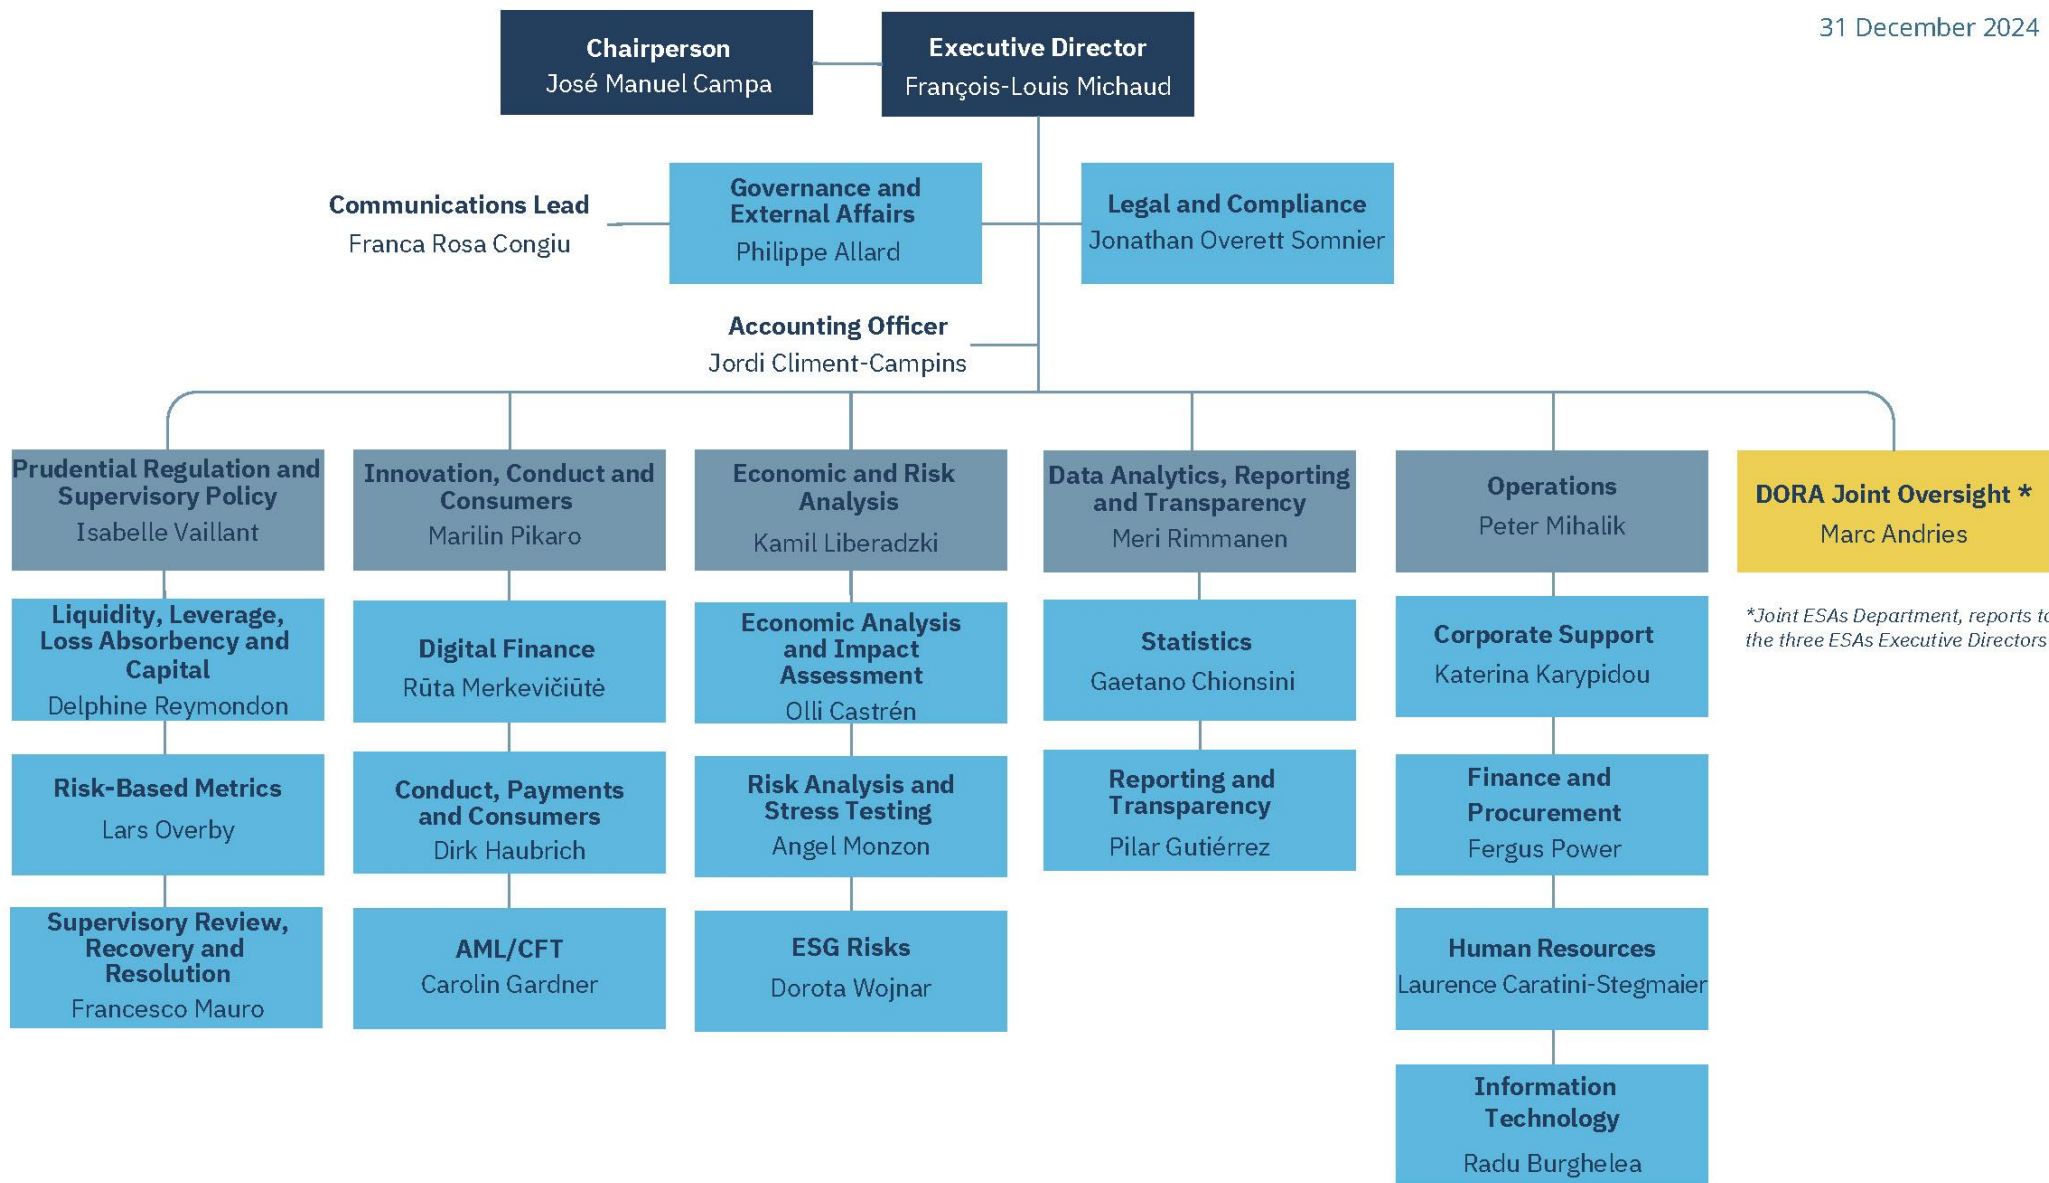 31 December 2024
Chairperson
José Manuel Campa
Executive Director
François-Louis Michaud
Communications Lead
Franca Rosa Congiu
Governance and
External Affairs
Philippe Allard
Legal and Compliance
Jonathan Overett Somnier
Accounting Officer
Jordi Climent-Campins
Prudential Regulation and
Supervisory Policy
Isabelle Vaillant
Innovation, Conduct and
Consumers
Marilin Pikaro
Economic and Risk
Analysis
Kamil Liberadzki
Data Analytics, Reporting
and Transparency
Meri Rimmanen
Operations
Peter Mihalik
DORA Joint Oversight *
Marc Andries
*Joint ESAs Department, reports to
the three ESAs Executive Directors
Liquidity, Leverage,
Loss Absorbency and
Capital
Delphine Reymondon
Digital Finance
Rūta Merkevičiūtė
Economic Analysis
and Impact
Assessment
Olli Castrén
Statistics
Gaetano Chionsini
Corporate Support
Katerina Karypidou
Risk-Based Metrics
Lars Overby
Conduct, Payments
and Consumers
Dirk Haubrich
Risk Analysis and
Stress Testing
Angel Monzon
Reporting and
Transparency
Pilar Gutiérrez
Finance and
Procurement
Fergus Power
Supervisory Review,
Recovery and
Resolution
Francesco Mauro
AML/CFT
Carolin Gardner
ESG Risks
Dorota Wojnar
Human Resources
Laurence Caratini-Stegmaier
Information
Technology
Radu Burghelea